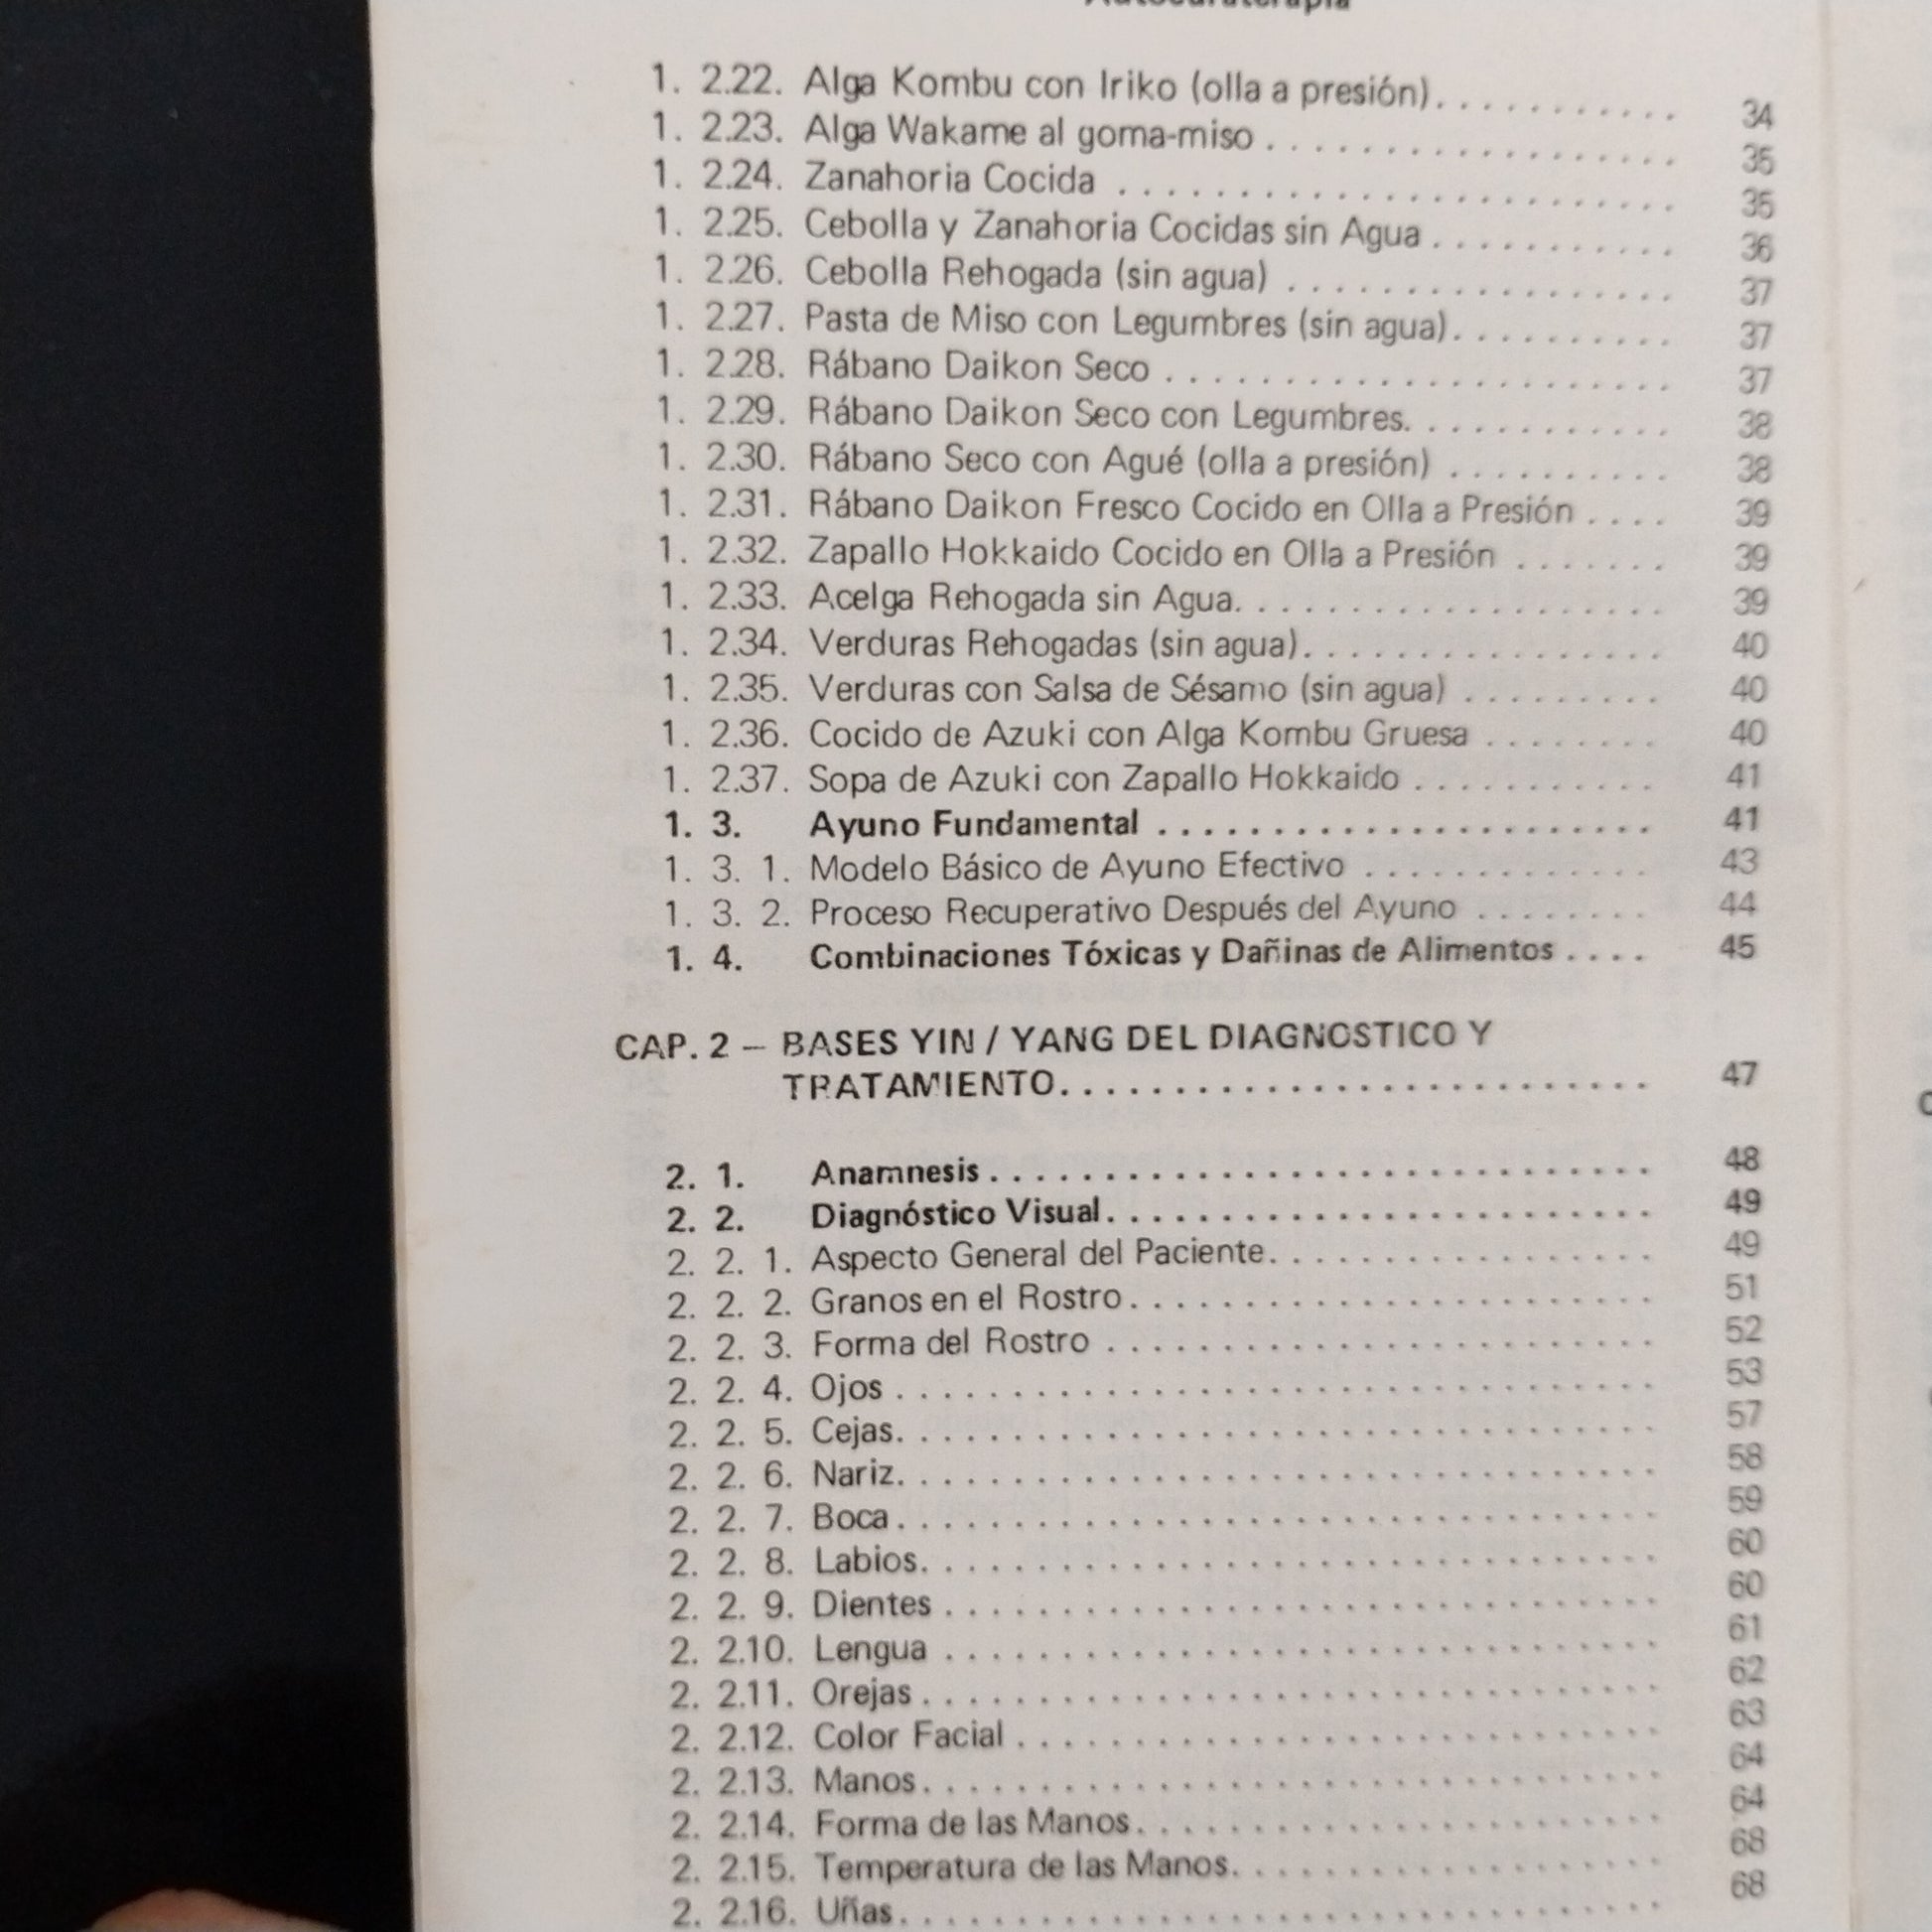 Autocuraterapia
1. 2.22. Alga Kombu con Iriko (olla a presión). . . . . . . . . . . 34
1. 2.23. Alga Wakame al goma-miso . . . . . . . . . . . . . . . . . . 35
1. 2.24. Zanahoria Cocida . . . . . . . . . . . . . . . . . . . . . . . 35
1. 2.25. Cebolla y Zanahoria Cocidas sin Agua . . . . . . . . . . . 36
1. 2.26. Cebolla Rehogada (sin agua) . . . . . . . . . . . . . . . . . 37
1. 2.27. Pasta de Miso con Legumbres (sin agua). . . . . . . . . . 37
1. 2.28. Rábano Daikon Seco . . . . . . . . . . . . . . . . . . . . . 37
1. 2.29. Rábano Daikon Seco con Legumbres. . . . . . . . . . . . 38
1. 2.30. Rábano Seco con Agué (olla a presión) . . . . . . . . . . 38
1. 2.31. Rábano Daikon Fresco Cocido en Olla a Presión . . . . 39
1. 2.32. Zapallo Hokkaido Cocido en Olla a Presión . . . . . . . 39
1. 2.33. Acelga Rehogada sin Agua. . . . . . . . . . . . . . . . . . 39
1. 2.34. Verduras Rehogadas (sin agua). . . . . . . . . . . . . . . . 40
1. 2.35. Verduras con Salsa de Sésamo (sin agua) . . . . . . . . . 40
1. 2.36. Cocido de Azuki con Alga Kombu Gruesa . . . . . . . . 40
1. 2.37. Sopa de Azuki con Zapallo Hokkaido . . . . . . . . . . . 41
1. 3. Ayuno Fundamental . . . . . . . . . . . . . . . . . . . . . . 41
1. 3. 1. Modelo Básico de Ayuno Efectivo . . . . . . . . . . . . . 43
1. 3. 2. Proceso Recuperativo Después del Ayuno . . . . . . . . 44
1. 4. Combinaciones Tóxicas y Dañinas de Alimentos . . . . 45
CAP. 2 — BASES YIN / YANG DEL DIAGNOSTICO Y
TRATAMIENTO. . . . . . . . . . . . . . . . . . . . . . . . . 47
2. 1. Anamnesis . . . . . . . . . . . . . . . . . . . . . . . . . . . 48
2. 2. Diagnóstico Visual. . . . . . . . . . . . . . . . . . . . . . . . 49
2. 2. 1. Aspecto General del Paciente. . . . . . . . . . . . . . . . . 49
2. 2. 2. Granos en el Rostro. . . . . . . . . . . . . . . . . . . . . . 51
2. 2. 3. Forma del Rostro . . . . . . . . . . . . . . . . . . . . . . . 52
2. 2. 4. Ojos . . . . . . . . . . . . . . . . . . . . . . . . . . . . . 53
2. 2. 5. Cejas. . . . . . . . . . . . . . . . . . . . . . . . . . . . . 57
2. 2. 6. Nariz. . . . . . . . . . . . . . . . . . . . . . . . . . . . . 58
2. 2. 7. Boca . . . . . . . . . . . . . . . . . . . . . . . . . . . . . 59
2. 2. 8. Labios. . . . . . . . . . . . . . . . . . . . . . . . . . . . 60
2. 2. 9. Dientes . . . . . . . . . . . . . . . . . . . . . . . . . . . 60
2. 2.10. Lengua . . . . . . . . . . . . . . . . . . . . . . . . . . . 61
2. 2.11. Orejas . . . . . . . . . . . . . . . . . . . . . . . . . . . . 62
2. 2.12. Color Facial . . . . . . . . . . . . . . . . . . . . . . . . . 63
2. 2.13. Manos. . . . . . . . . . . . . . . . . . . . . . . . . . . . 64
2. 2.14. Forma de las Manos. . . . . . . . . . . . . . . . . . . . . 64
2. 2.15. Temperatura de las Manos. . . . . . . . . . . . . . . . . . 68
2. 2.16. Uñas. . . . . . . . . . . . . . . . . . . . . . . . . . . . . 68